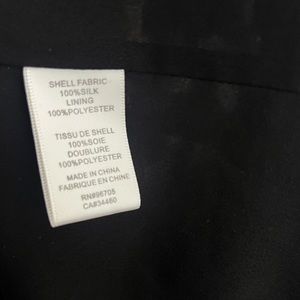 SHELL FABRIC
100%SILK
LINING
100%POLYESTER
TISSU DE SHELL
100%SOIE
DOUBLURE
100%POLYESTER
MADE IN CHINA
FABRIQUE EN CHINE
RN#96705
CA#34460